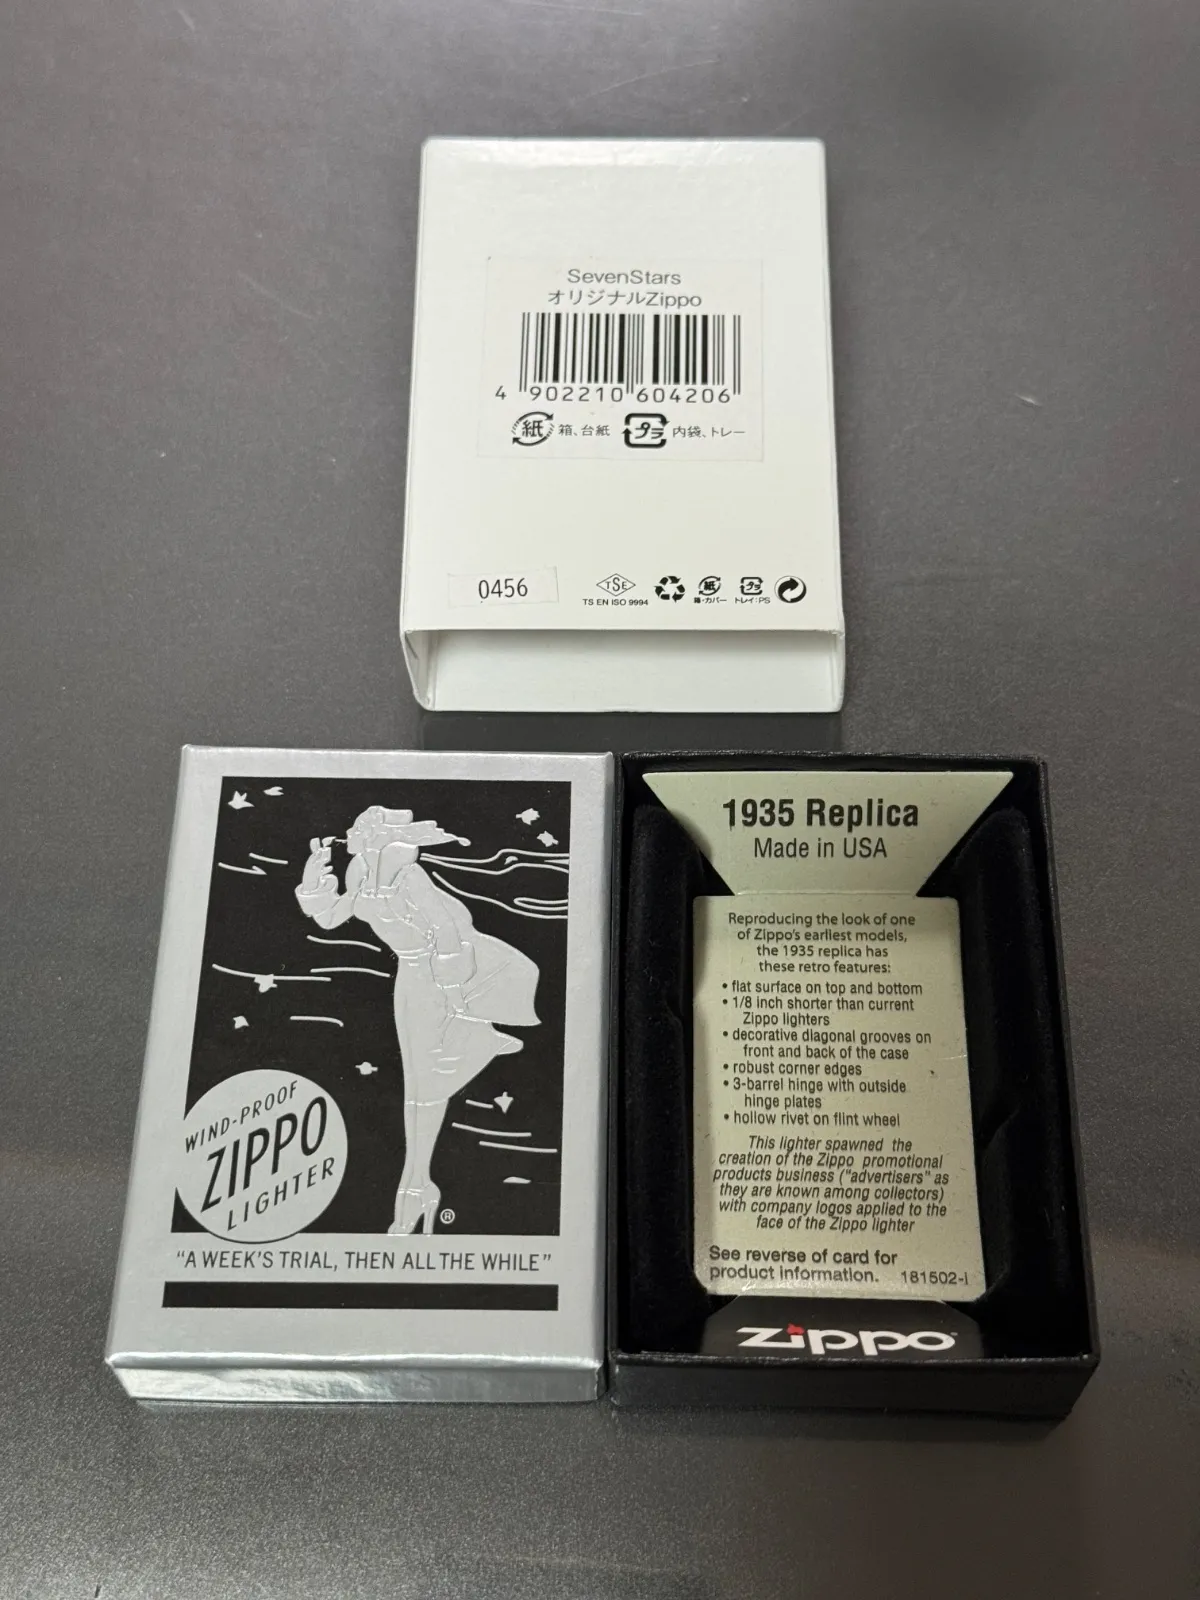 SevenStars
オリジナルZippo
4 902210 604206
紙 箱、台紙 プラ 内袋、トレー
0456
TSE
TS EN ISO 9994
紙
箱・カバー
プラ
トレイ:PS
WIND-PROOF
ZIPPO
LIGHTER
®
"A WEEK'S TRIAL, THEN ALL THE WHILE"
1935 Replica
Made in USA
Reproducing the look of one
of Zippo's earliest models,
the 1935 replica has
these retro features:
• flat surface on top and bottom
• 1/8 inch shorter than current
Zippo lighters
• decorative diagonal grooves on
front and back of the case
• robust corner edges
• 3-barrel hinge with outside
hinge plates
• hollow rivet on flint wheel
This lighter spawned the
creation of the Zippo promotional
products business ("advertisers" as
they are known among collectors)
with company logos applied to the
face of the Zippo lighter
See reverse of card for
product information. 181502-I
zippo